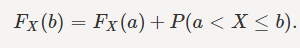 F_X(b) = F_X(a) + P(a < X ≤ b).